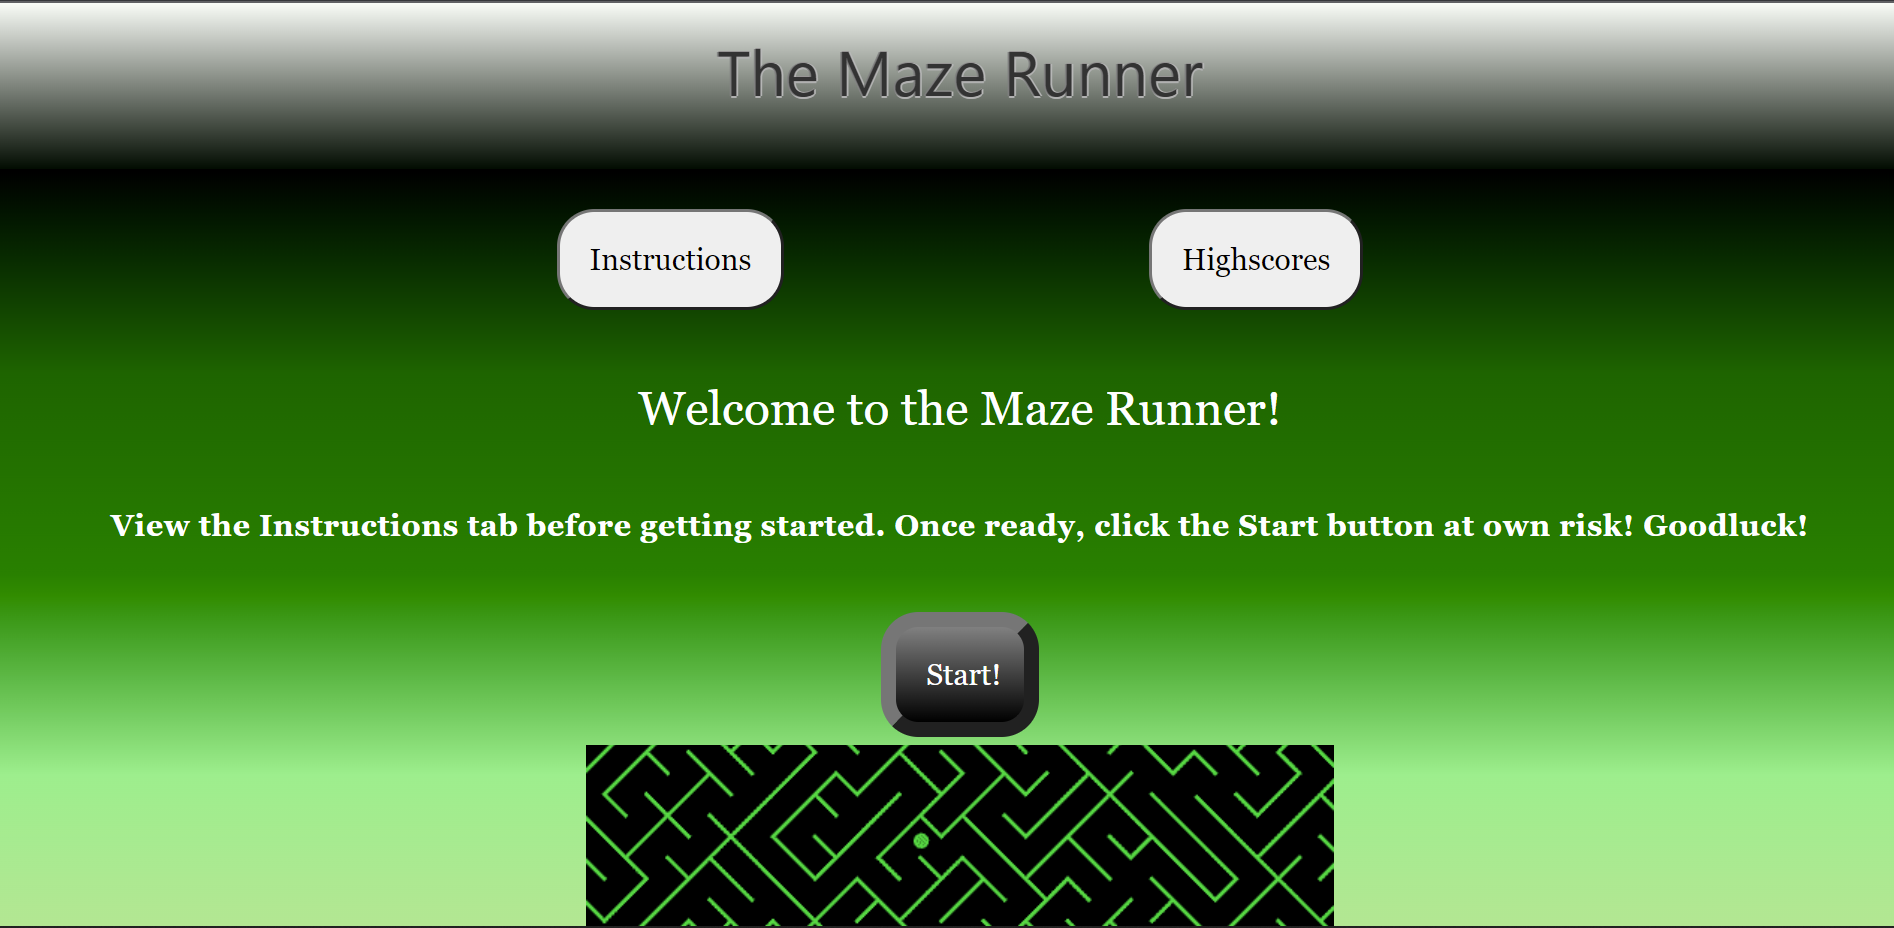 The Maze Runner
Instructions
Highscores
Welcome to the Maze Runner!
View the Instructions tab before getting started. Once ready, click the Start button at own risk! Goodluck!
Start!